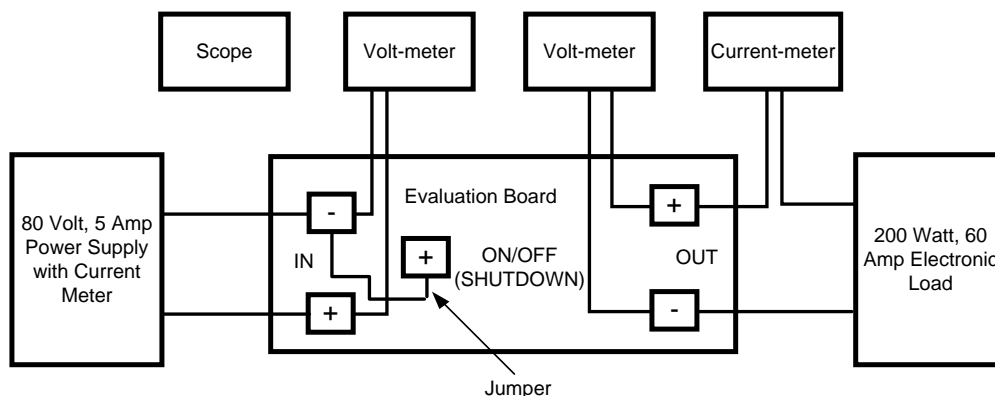 Scope
Volt-meter
Volt-meter
Current-meter
80 Volt, 5 Amp
Power Supply
with Current
Meter
-
IN
+
Evaluation Board
+
ON/OFF
(SHUTDOWN)
+
OUT
-
200 Watt, 60
Amp Electronic
Load
Jumper